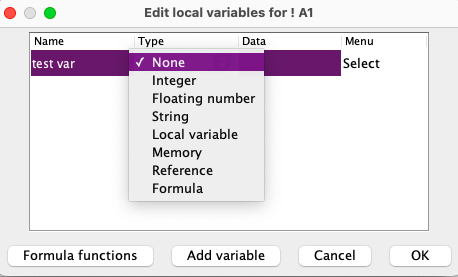 Edit local variables for ! A1
Name Type Data Menu
test var ✓ None Select
Integer
Floating number
String
Local variable
Memory
Reference
Formula
Formula functions Add variable Cancel OK